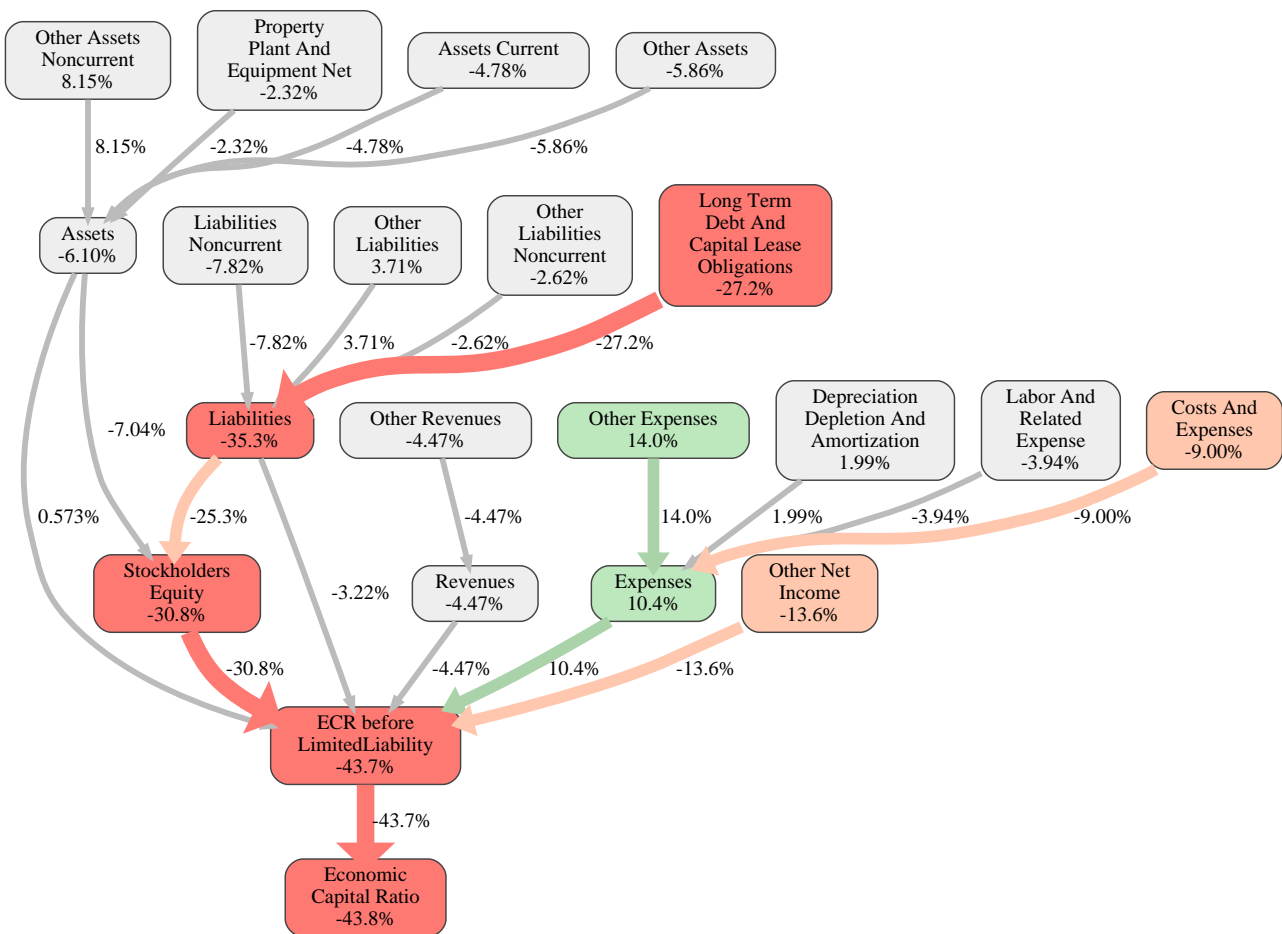 Other Assets
Noncurrent
8.15%
Property
Plant And
Equipment Net
-2.32%
Assets Current
-4.78%
Other Assets
-5.86%
8.15%
-2.32%
-4.78%
-5.86%
Assets
-6.10%
Liabilities
Noncurrent
-7.82%
Other
Liabilities
3.71%
Other
Liabilities
Noncurrent
-2.62%
Long Term
Debt And
Capital Lease
Obligations
-27.2%
-7.82%
3.71%
-2.62%
-27.2%
-7.04%
Liabilities
-35.3%
Other Revenues
-4.47%
Other Expenses
14.0%
Depreciation
Depletion And
Amortization
1.99%
Labor And
Related
Expense
-3.94%
Costs And
Expenses
-9.00%
0.573%
-25.3%
-4.47%
14.0%
1.99%
-3.94%
-9.00%
Stockholders
Equity
-30.8%
-3.22%
Revenues
-4.47%
Expenses
10.4%
Other Net
Income
-13.6%
-30.8%
-4.47%
10.4%
-13.6%
ECR before
LimitedLiability
-43.7%
-43.7%
Economic
Capital Ratio
-43.8%